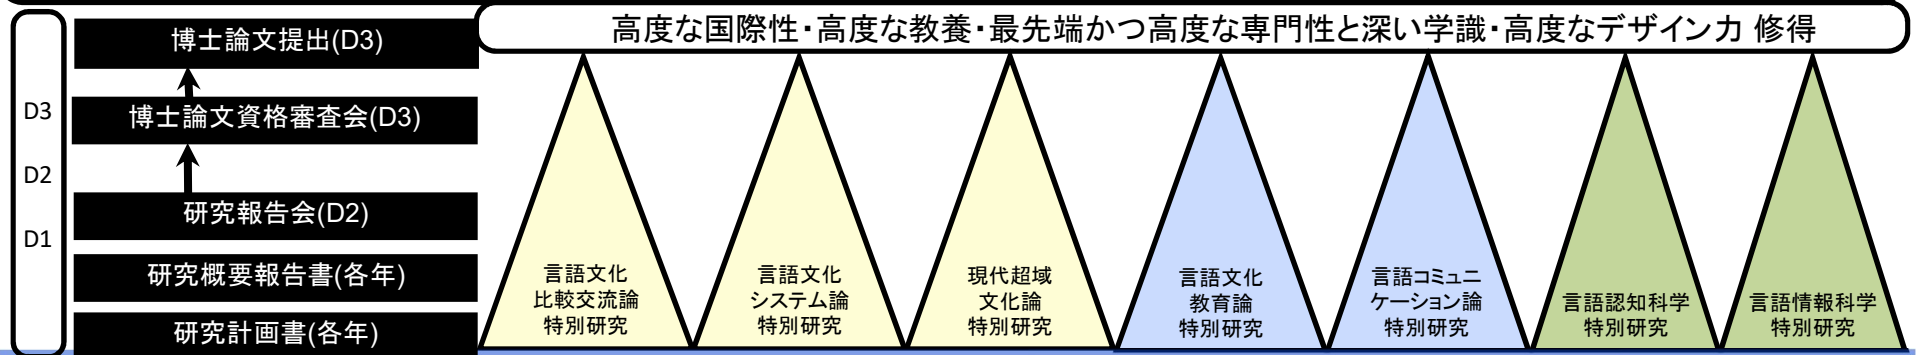 高度な国際性・高度な教養・最先端かつ高度な専門性と深い学識・高度なデザイン力 修得
博士論文提出(D3)
博士論文資格審査会(D3)
研究報告会(D2)
研究概要報告書(各年)
研究計画書(各年)
D3
D2
D1
言語文化
比較交流論
特別研究
言語文化
システム論
特別研究
現代超域
文化論
特別研究
言語文化
教育論
特別研究
言語コミュニ
ケーション論
特別研究
言語認知科学
特別研究
言語情報科学
特別研究